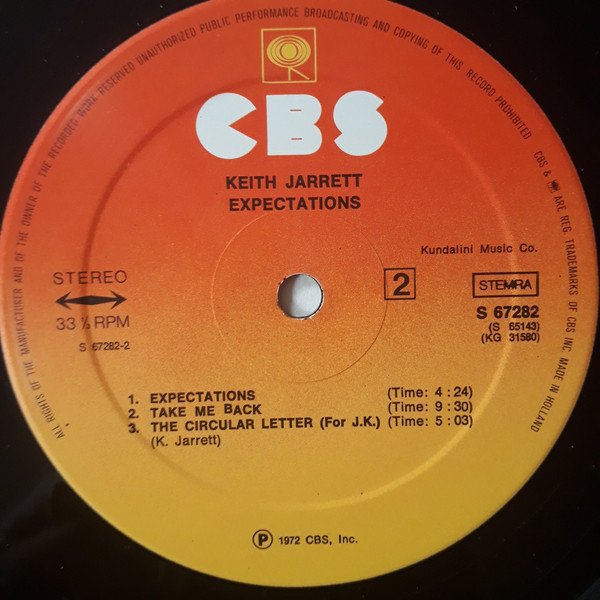 ALL RIGHTS OF THE MANUFACTURER AND OF THE OWNER OF THE RECORDED WORK RESERVED UNAUTHORIZED PUBLIC PERFORMANCE BROADCASTING AND COPYING OF THIS RECORD PROHIBITED
CBS & ARE REG. TRADEMARKS OF CBS INC. MADE IN HOLLAND
CBS
KEITH JARRETT
EXPECTATIONS
Kundalini Music Co.
STEREO
33 ⅓ RPM
S 67282-2
2
STEMRA
S 67282
(S 65143)
(KG 31580)
1. EXPECTATIONS (Time: 4 : 24)
2. TAKE ME BACK (Time: 9 : 30)
3. THE CIRCULAR LETTER (For J.K.) (Time: 5 : 03)
(K. Jarrett)
℗ 1972 CBS, Inc.